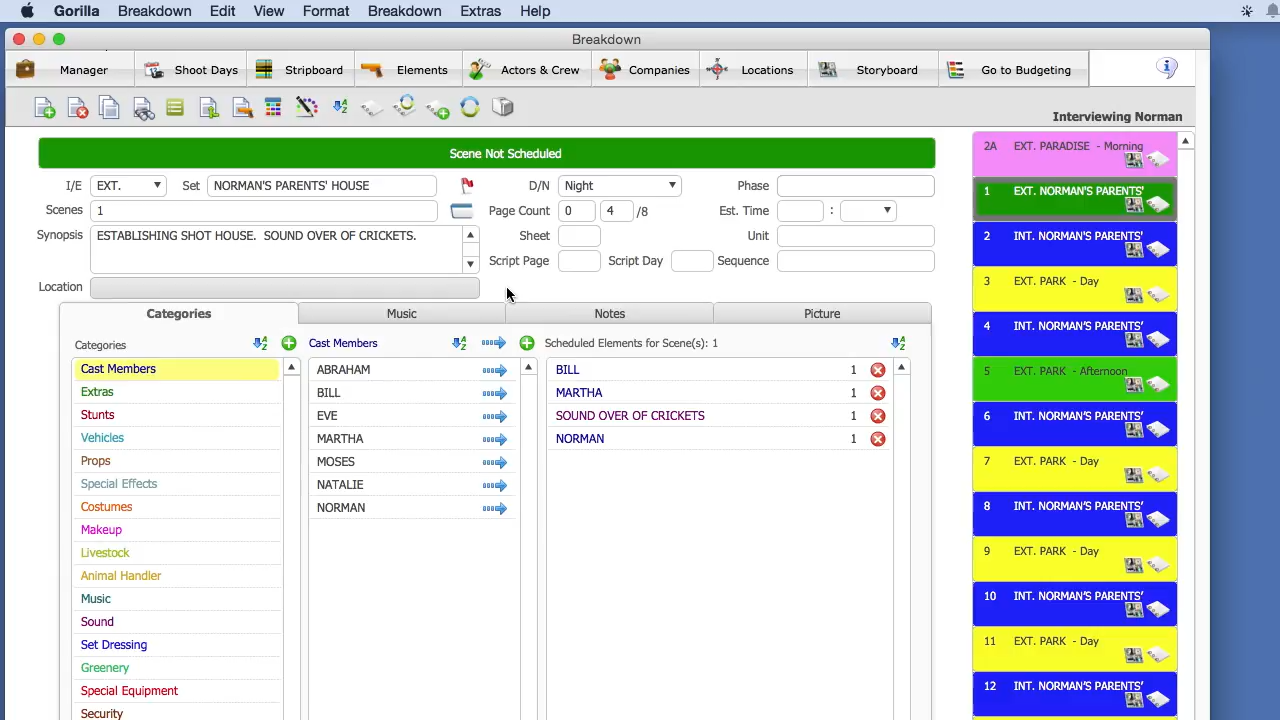 Gorilla Breakdown Edit View Format Breakdown Extras Help
Breakdown
Manager Shoot Days Stripboard Elements Actors & Crew Companies Locations Storyboard Go to Budgeting
Interviewing Norman
Scene Not Scheduled
I/E EXT. Set NORMAN'S PARENTS' HOUSE D/N Night Phase
Scenes 1 Page Count 0 4 /8 Est. Time :
Synopsis ESTABLISHING SHOT HOUSE. SOUND OVER OF CRICKETS. Sheet Unit
Script Page Script Day Sequence
Location
Categories Music Notes Picture
Categories Cast Members Scheduled Elements for Scene(s): 1
Cast Members ABRAHAM BILL 1
Extras BILL MARTHA 1
Stunts EVE SOUND OVER OF CRICKETS 1
Vehicles MARTHA NORMAN 1
Props MOSES
Special Effects NATALIE
Costumes NORMAN
Makeup
Livestock
Animal Handler
Music
Sound
Set Dressing
Greenery
Special Equipment
Security
2A EXT. PARADISE - Morning
1 EXT. NORMAN'S PARENTS'
2 INT. NORMAN'S PARENTS'
3 EXT. PARK - Day
4 INT. NORMAN'S PARENTS'
5 EXT. PARK - Afternoon
6 INT. NORMAN'S PARENTS'
7 EXT. PARK - Day
8 INT. NORMAN'S PARENTS'
9 EXT. PARK - Day
10 INT. NORMAN'S PARENTS'
11 EXT. PARK - Day
12 INT. NORMAN'S PARENTS'